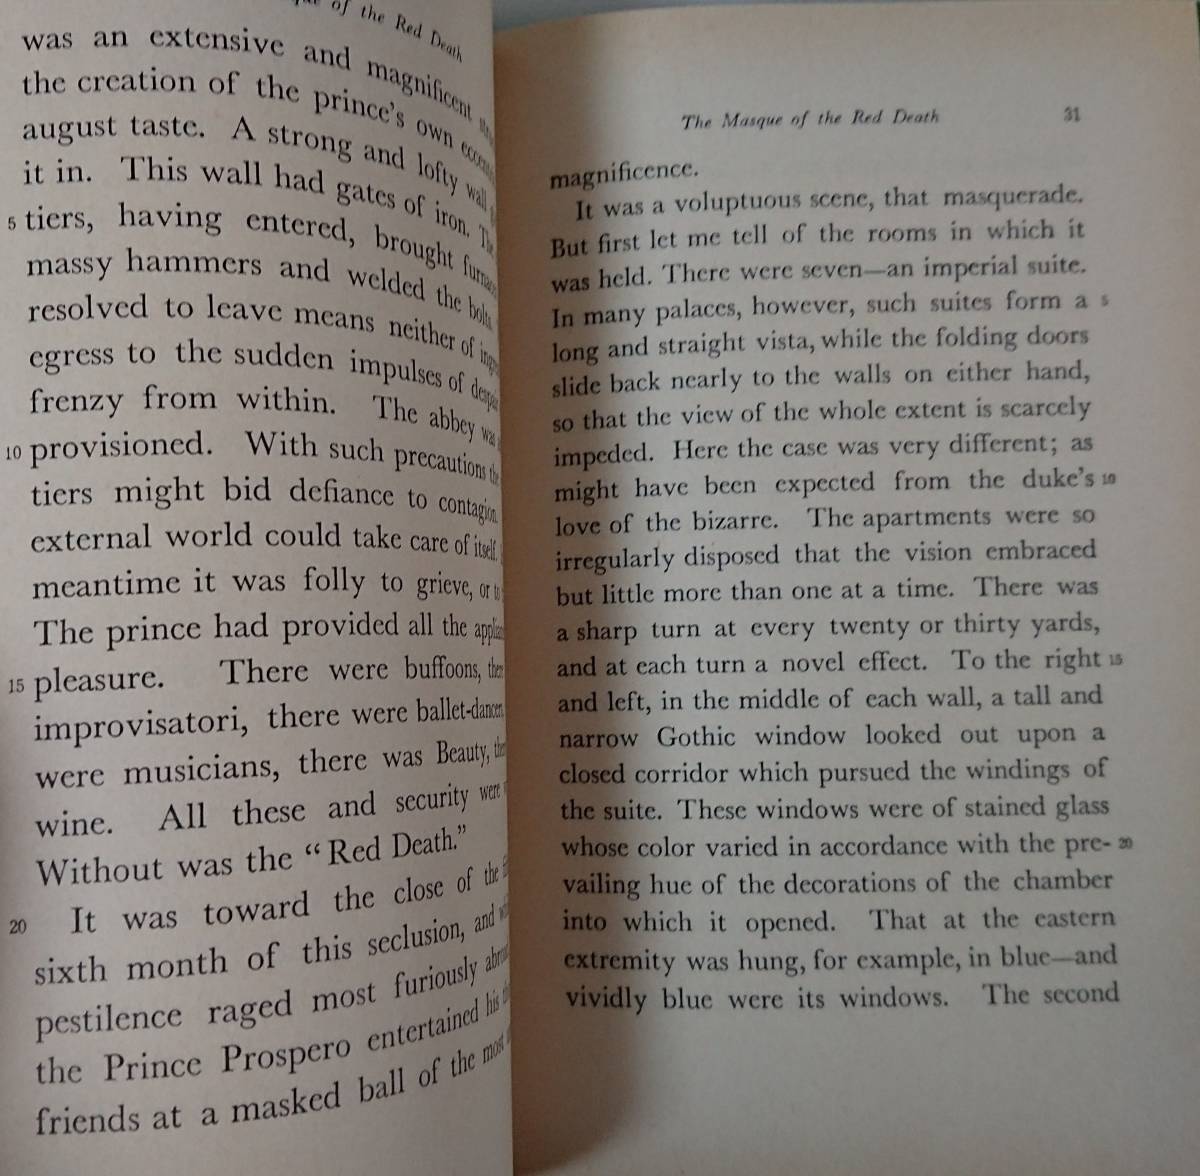 of the Red Death
was an extensive and magnificent
the creation of the prince's own
august taste. A strong and lofty wall
it in. This wall had gates of iron.
5 tiers, having entered, brought
massy hammers and welded the bolts
resolved to leave means neither of
egress to the sudden impulses of
frenzy from within. The abbey was
10 provisioned. With such precautions the
tiers might bid defiance to contagion.
external world could take care of itself.
meantime it was folly to grieve, or to
The prince had provided all the
15 pleasure. There were buffoons,
improvisatori, there were ballet-dancers,
were musicians, there was Beauty,
wine. All these and security were
Without was the “Red Death.”
20 It was toward the close of the
sixth month of this seclusion, and
pestilence raged most furiously
the Prince Prospero entertained his
friends at a masked ball of the most
The Masque of the Red Death 31
magnificence.
It was a voluptuous scene, that masquerade.
But first let me tell of the rooms in which it
was held. There were seven—an imperial suite.
In many palaces, however, such suites form a 5
long and straight vista, while the folding doors
slide back nearly to the walls on either hand,
so that the view of the whole extent is scarcely
impeded. Here the case was very different; as
might have been expected from the duke's 10
love of the bizarre. The apartments were so
irregularly disposed that the vision embraced
but little more than one at a time. There was
a sharp turn at every twenty or thirty yards,
and at each turn a novel effect. To the right 15
and left, in the middle of each wall, a tall and
narrow Gothic window looked out upon a
closed corridor which pursued the windings of
the suite. These windows were of stained glass
whose color varied in accordance with the pre- 20
vailing hue of the decorations of the chamber
into which it opened. That at the eastern
extremity was hung, for example, in blue—and
vividly blue were its windows. The second